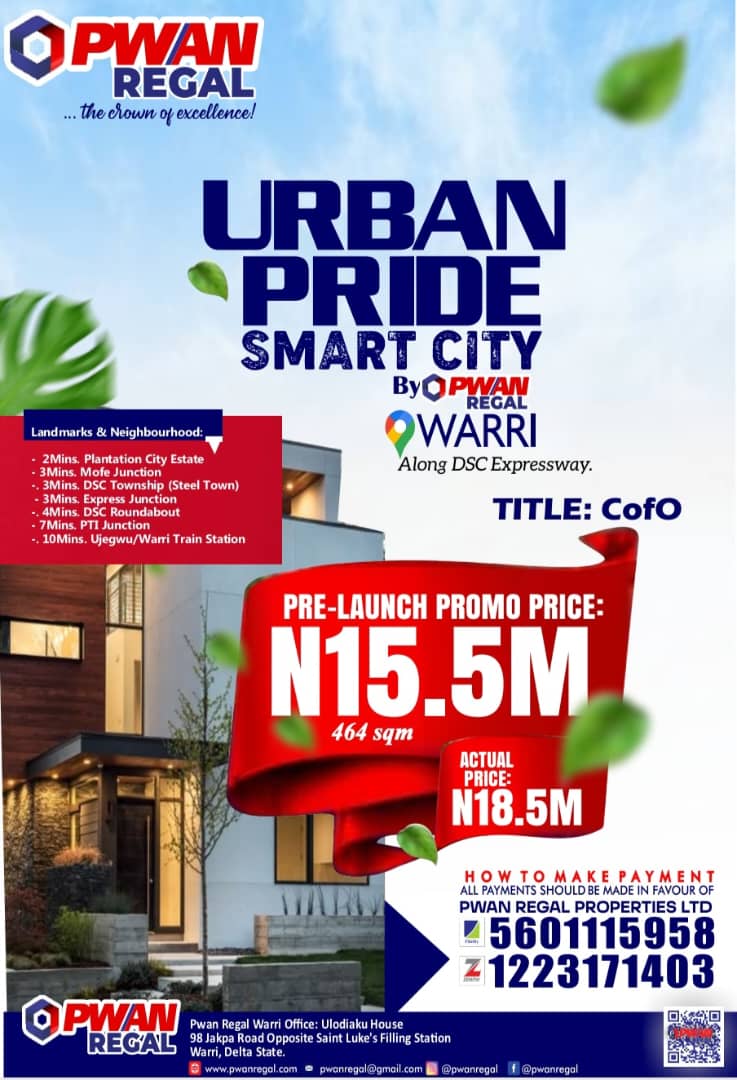 PWAN
REGAL
... the crown of excellence!
URBAN
PRIDE
SMART CITY
By PWAN
REGAL
WARRI
Along DSC Expressway.
TITLE: CofO
Landmarks & Neighbourhood:
- 2Mins. Plantation City Estate
- 3Mins. Mofe Junction
-. 3Mins. DSC Township (Steel Town)
- 3Mins. Express Junction
-. 4Mins. DSC Roundabout
- 7Mins. PTI Junction
-. 10Mins. Ujegwu/Warri Train Station
PRE-LAUNCH PROMO PRICE:
N15.5M
464 sqm
ACTUAL
PRICE:
N18.5M
HOW TO MAKE PAYMENT
ALL PAYMENTS SHOULD BE MADE IN FAVOUR OF
PWAN REGAL PROPERTIES LTD
5601115958
1223171403
PWAN
REGAL
Pwan Regal Warri Office: Ulodiaku House
98 Jakpa Road Opposite Saint Luke's Filling Station
Warri, Delta State.
www.pwanregal.com pwanregal@gmail.com @pwanregal @pwanregal